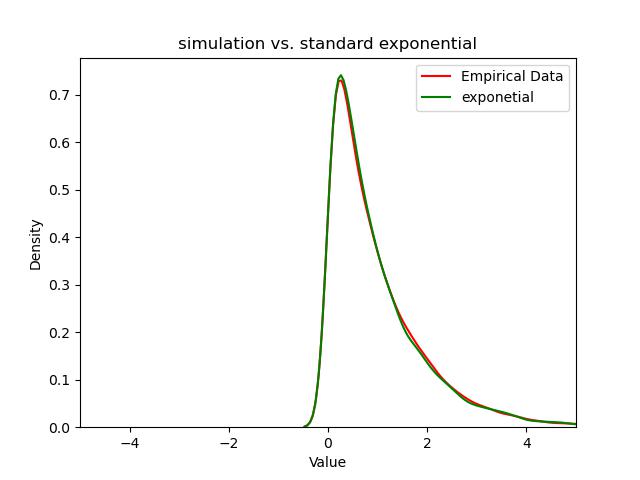 simulation vs. standard exponential
Empirical Data
exponetial
0.7
0.6
0.5
0.4
0.3
0.2
0.1
0.0
Density
−4 −2 0 2 4
Value